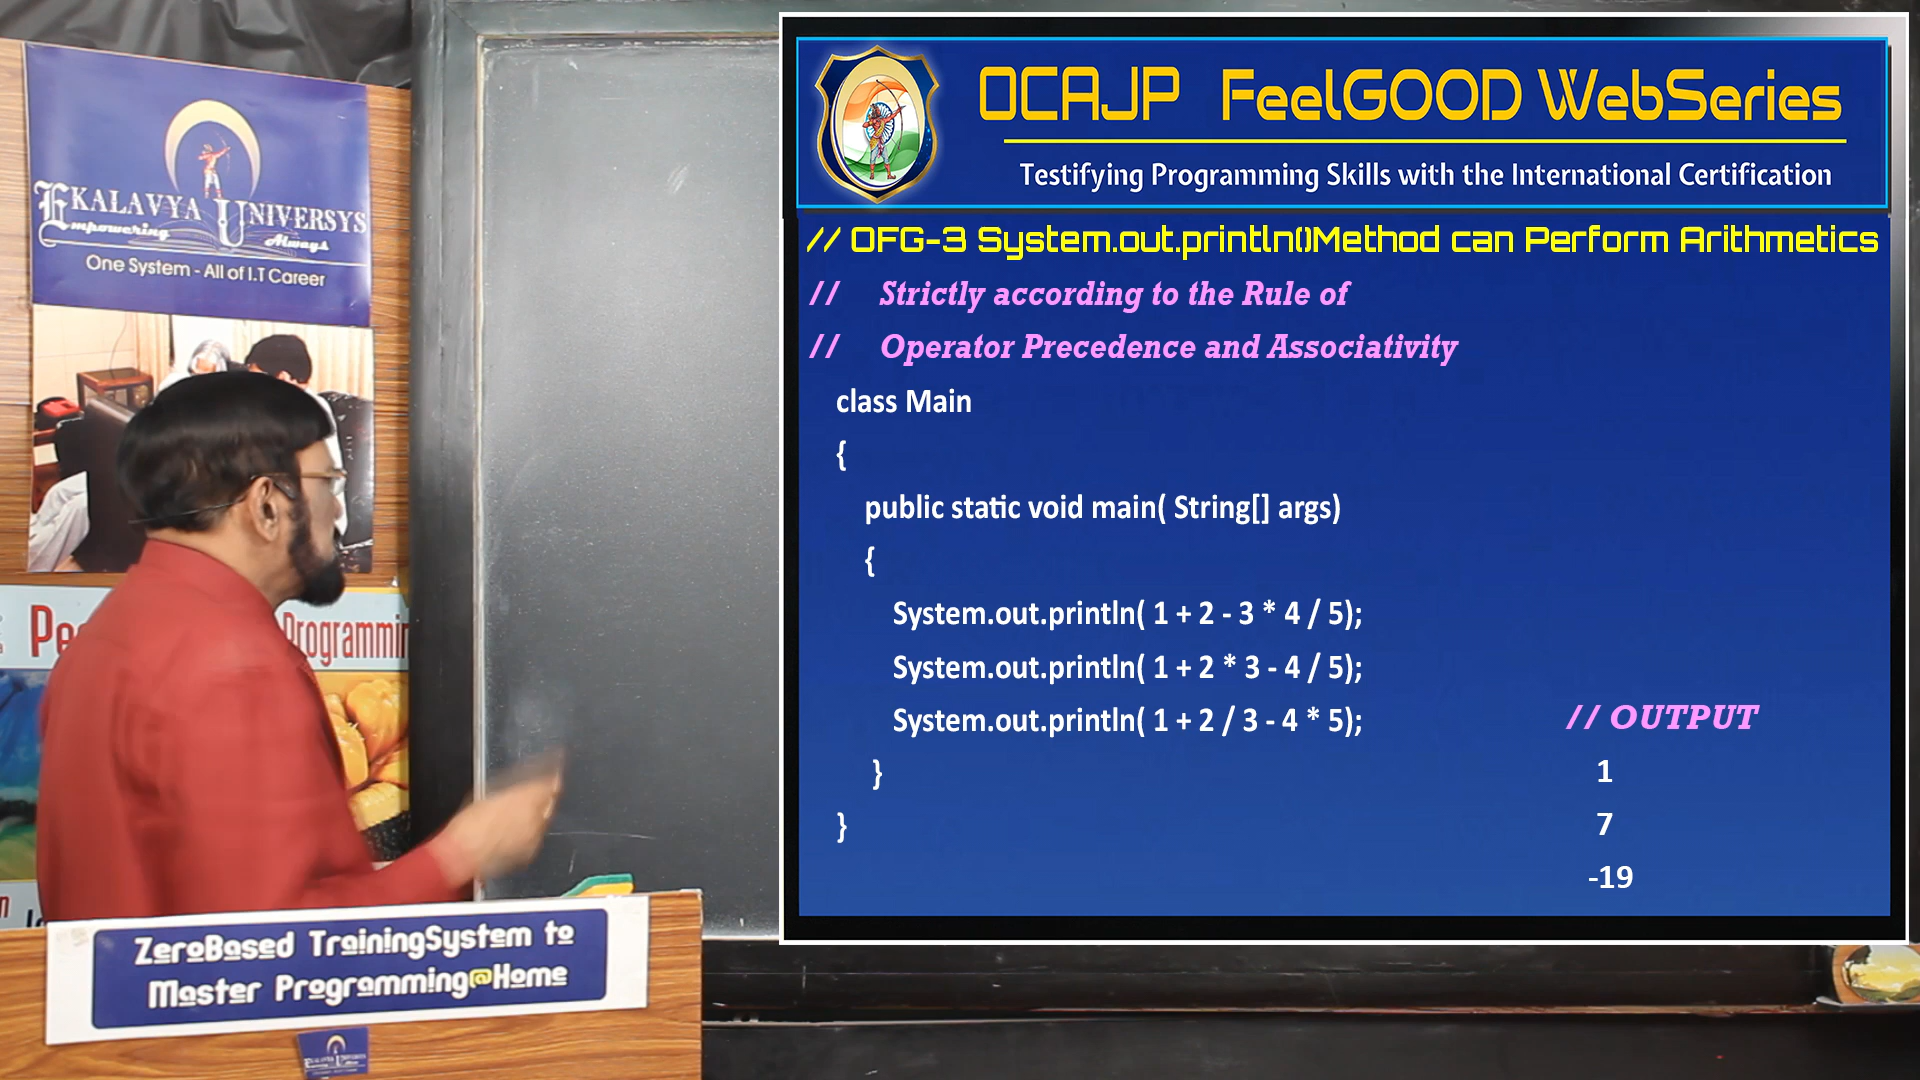 EKALAVYA UNIVERSYS
Empowering Always
One System - All of I.T Career
Programmin
ZeroBased TrainingSystem to
Master Programming@Home
OCAJP FeelGOOD WebSeries
Testifying Programming Skills with the International Certification
// OFG-3 System.out.println()Method can Perform Arithmetics
// Strictly according to the Rule of
// Operator Precedence and Associativity
class Main
{
public static void main( String[] args)
{
System.out.println( 1 + 2 - 3 * 4 / 5);
System.out.println( 1 + 2 * 3 - 4 / 5);
System.out.println( 1 + 2 / 3 - 4 * 5);
}
}
// OUTPUT
1
7
-19